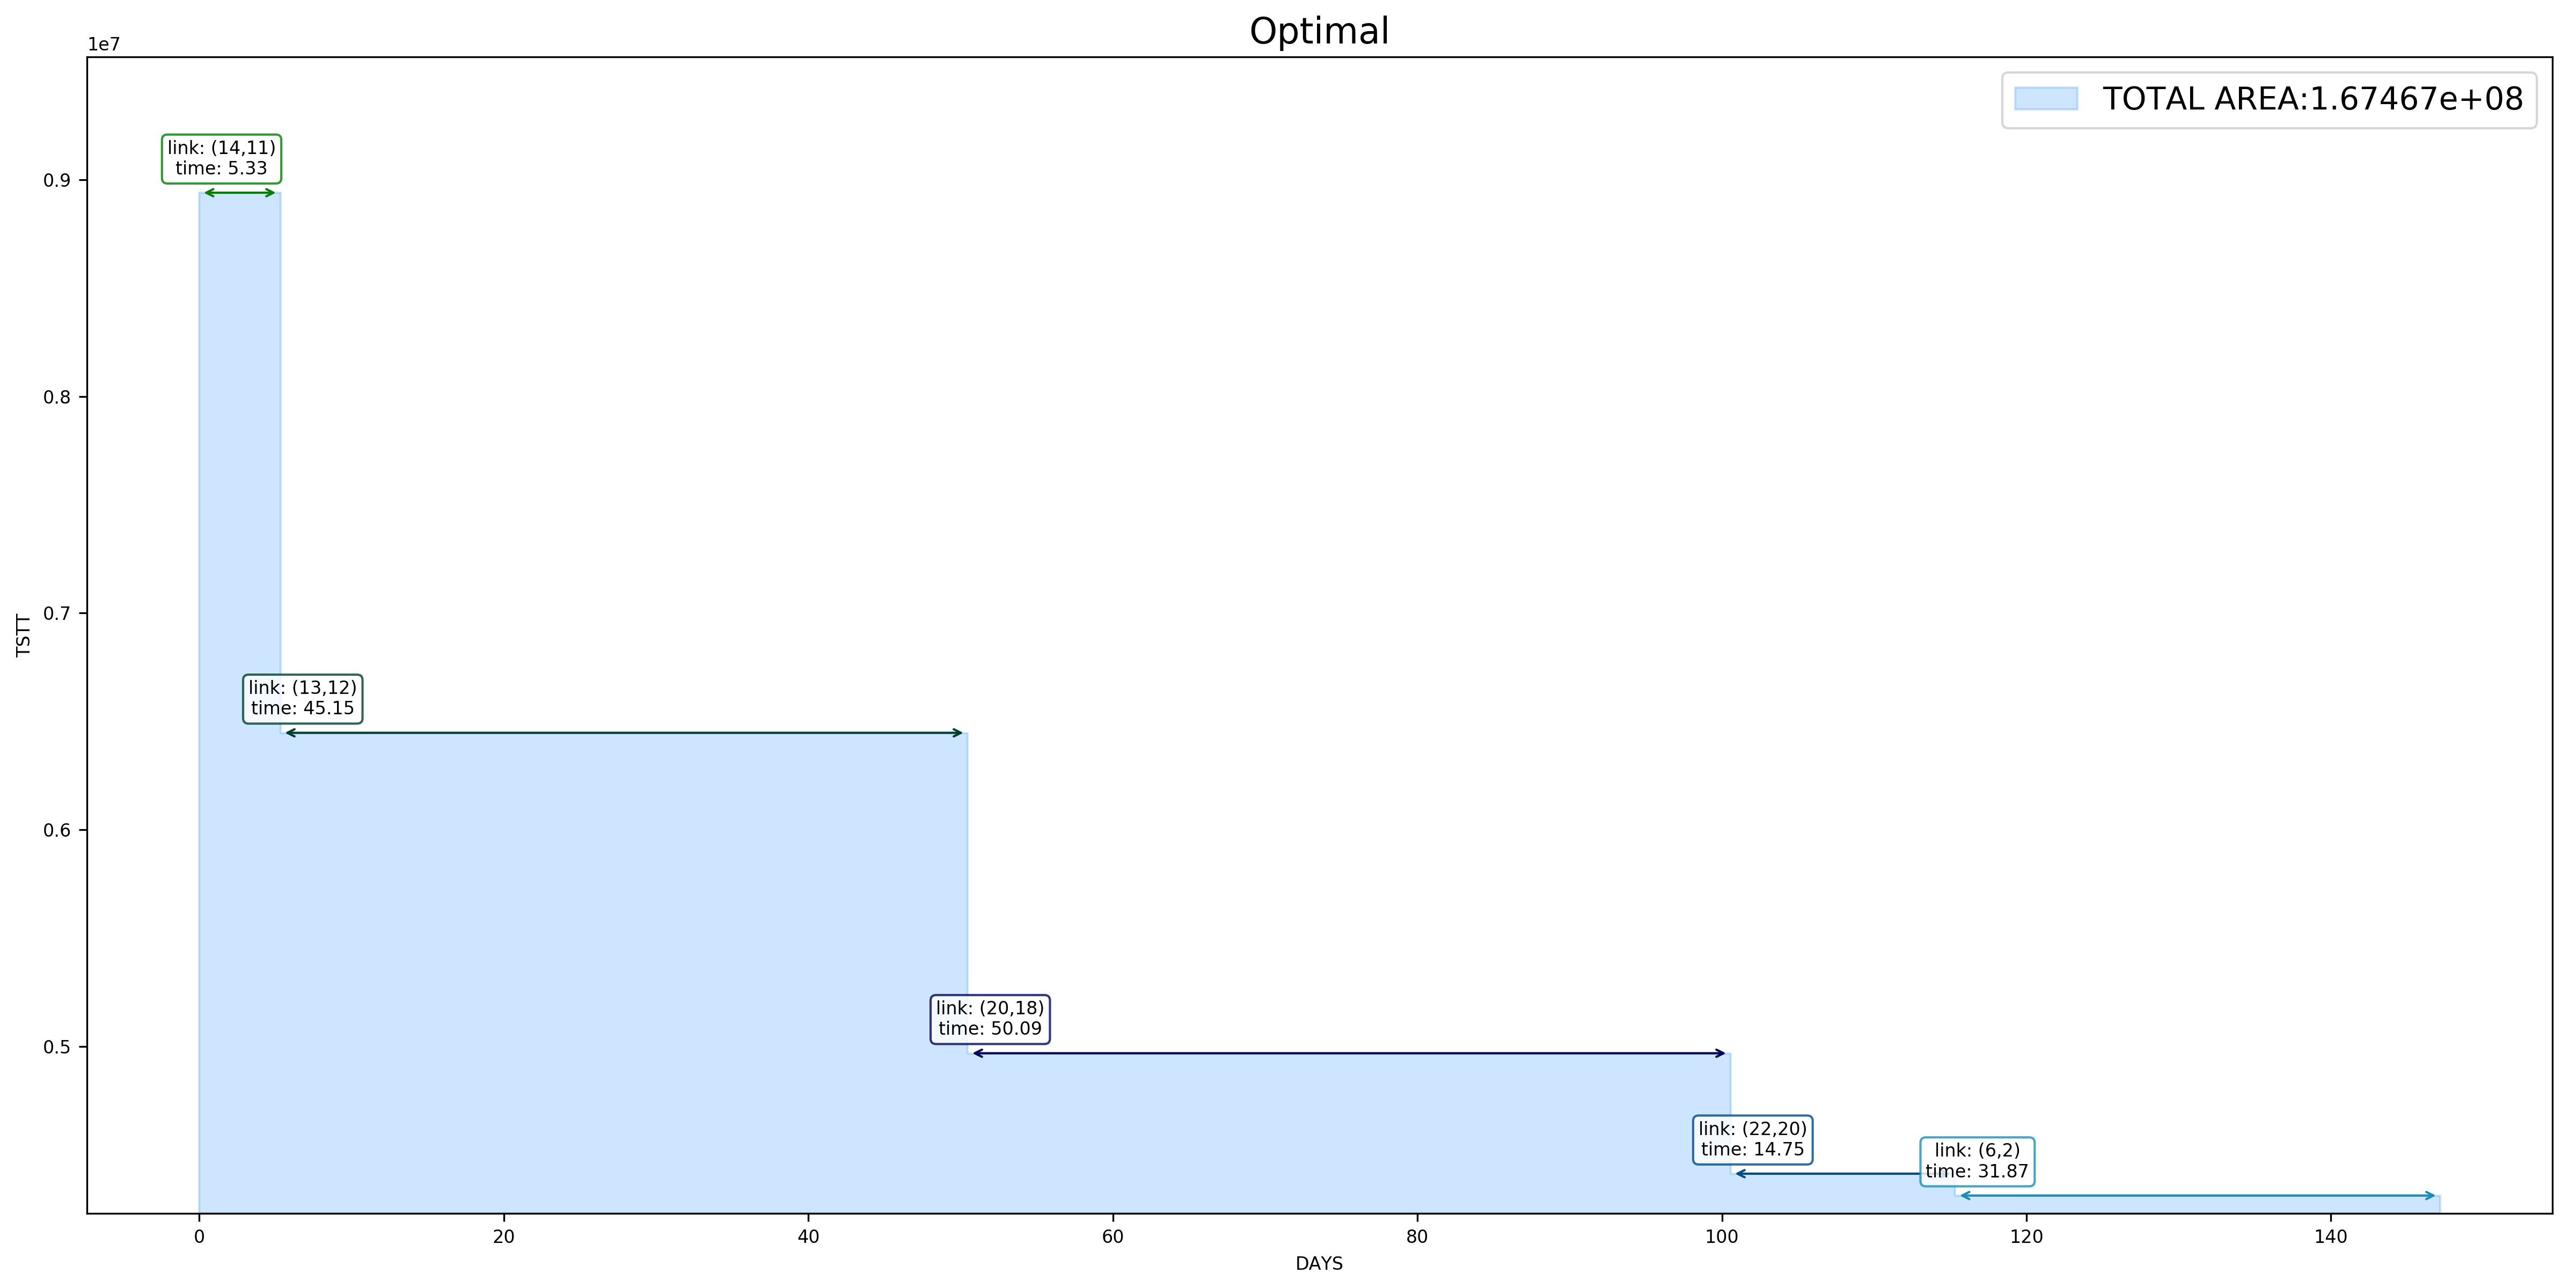 Optimal
1e7
TOTAL AREA:1.67467e+08
link: (14,11)
time: 5.33
0.9
0.8
0.7
TSTT
link: (13,12)
time: 45.15
0.6
link: (20,18)
time: 50.09
0.5
link: (22,20)
time: 14.75
link: (6,2)
time: 31.87
0 20 40 60 80 100 120 140
DAYS